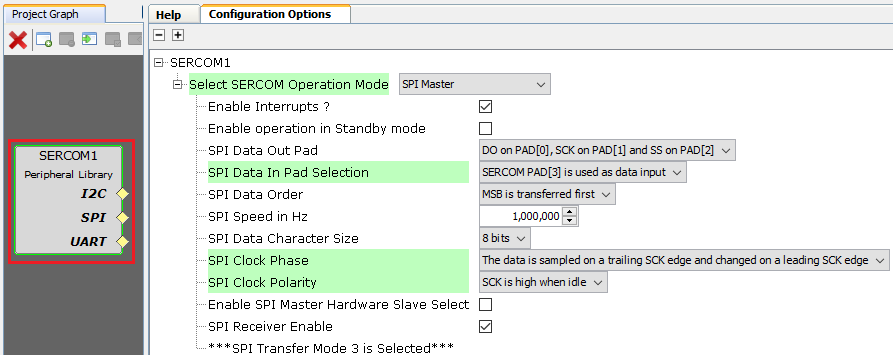 Project Graph
Help
Configuration Options
SERCOM1
Select SERCOM Operation Mode SPI Master
Enable Interrupts ?
Enable operation in Standby mode
SPI Data Out Pad DO on PAD[0], SCK on PAD[1] and SS on PAD[2]
SPI Data In Pad Selection SERCOM PAD[3] is used as data input
SPI Data Order MSB is transferred first
SPI Speed in Hz 1,000,000
SPI Data Character Size 8 bits
SPI Clock Phase The data is sampled on a trailing SCK edge and changed on a leading SCK edge
SPI Clock Polarity SCK is high when idle
Enable SPI Master Hardware Slave Select
SPI Receiver Enable
***SPI Transfer Mode 3 is Selected***
SERCOM1
Peripheral Library
I2C
SPI
UART